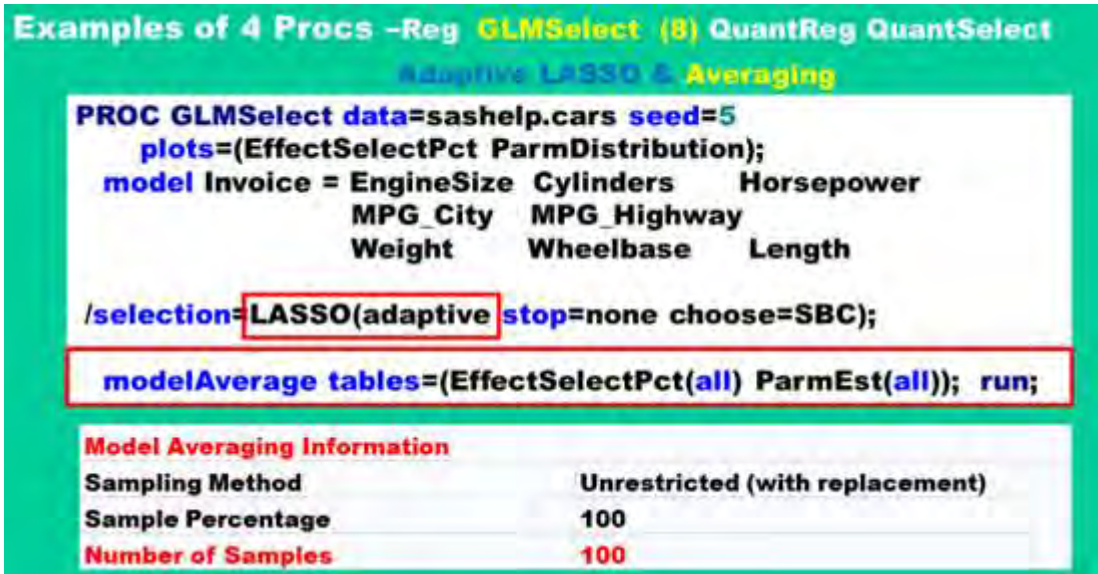 Examples of 4 Procs –Reg GLMSelect (8) QuantReg QuantSelect
Adaptive LASSO & Averaging
PROC GLMSelect data=sashelp.cars seed=5
plots=(EffectSelectPct ParmDistribution);
model Invoice = EngineSize Cylinders Horsepower
MPG_City MPG_Highway
Weight Wheelbase Length
/selection=LASSO(adaptive stop=none choose=SBC);
modelAverage tables=(EffectSelectPct(all) ParmEst(all)); run;
Model Averaging Information
Sampling Method Unrestricted (with replacement)
Sample Percentage 100
Number of Samples 100